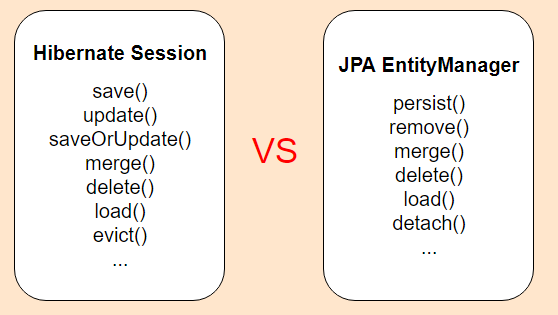 Hibernate Session
save()
update()
saveOrUpdate()
merge()
delete()
load()
evict()
...
VS
JPA EntityManager
persist()
remove()
merge()
delete()
load()
detach()
...